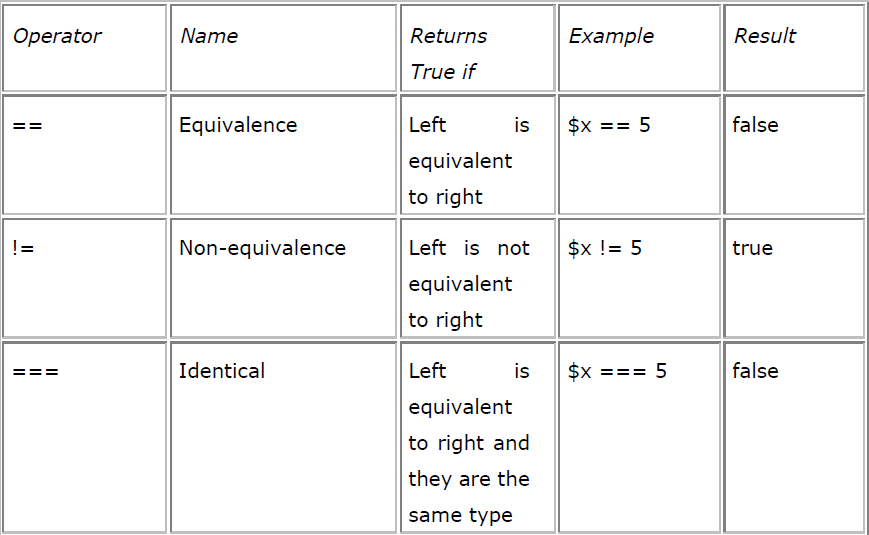 Operator Name Returns Example Result
True if
== Equivalence Left is $x == 5 false
equivalent
to right
!= Non-equivalence Left is not $x != 5 true
equivalent
to right
=== Identical Left is $x === 5 false
equivalent
to right and
they are the
same type